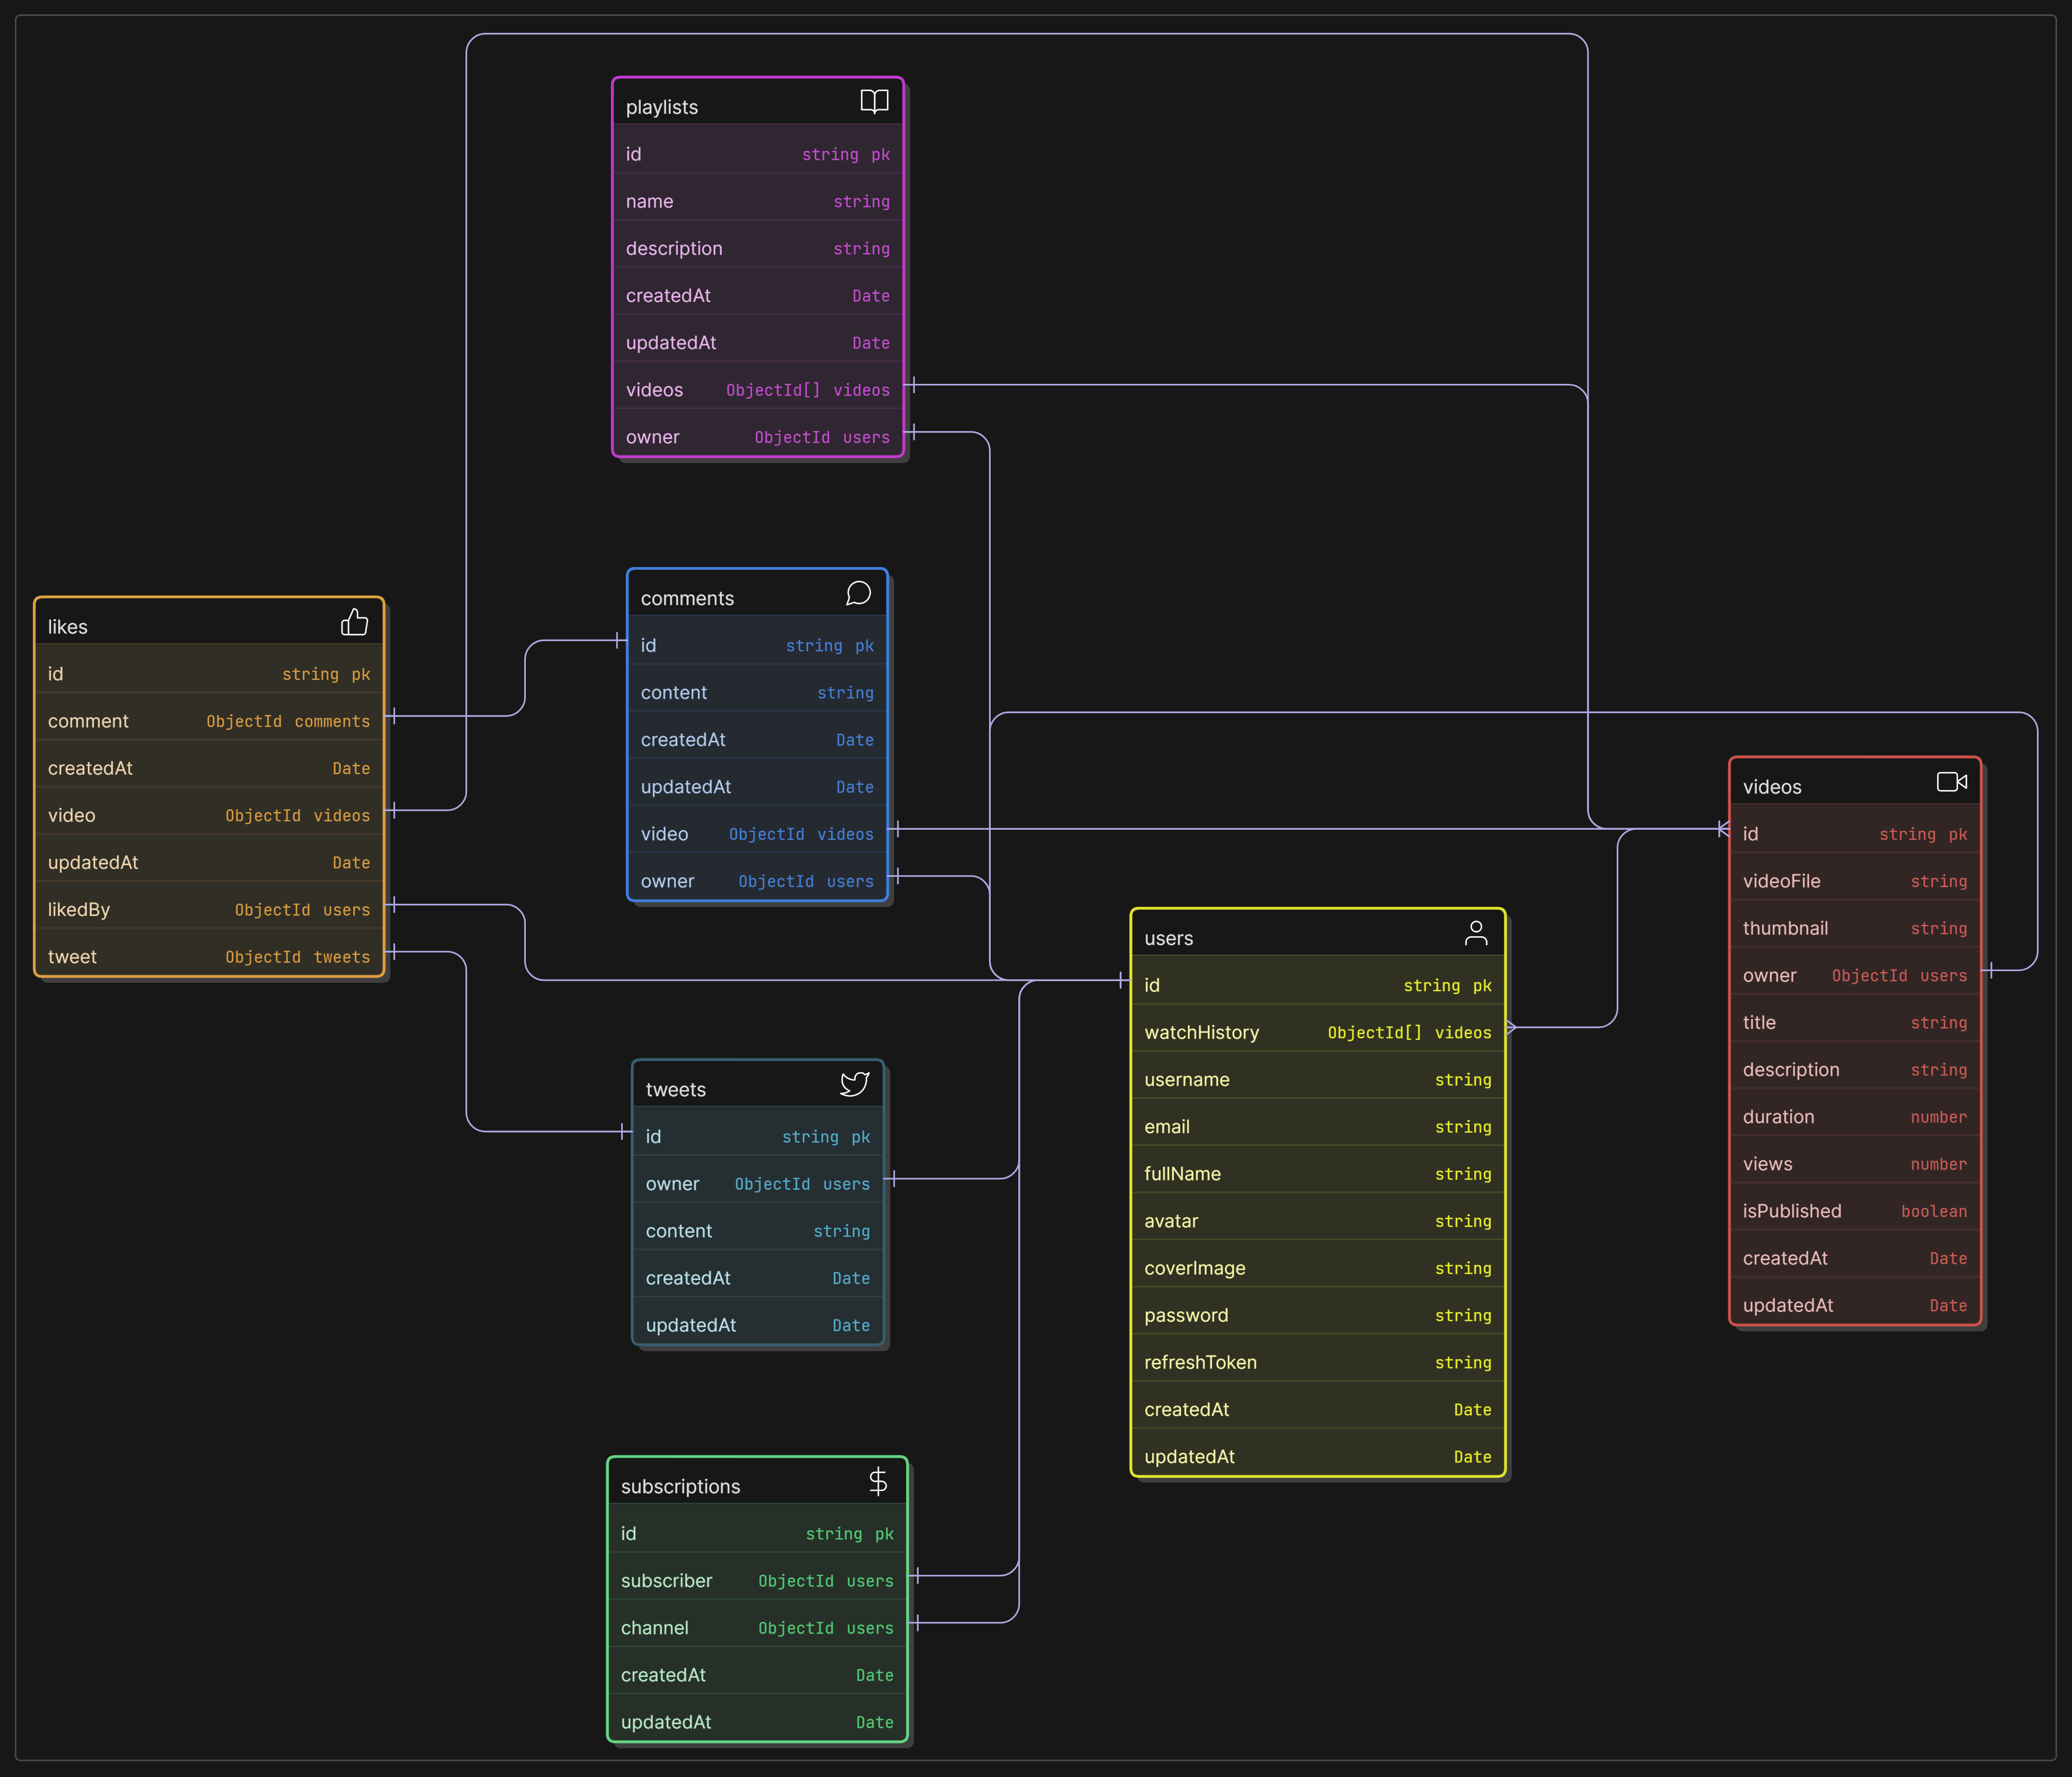 playlists
id string pk
name string
description string
createdAt Date
updatedAt Date
videos ObjectId[] videos
owner ObjectId users
likes
id string pk
comment ObjectId comments
createdAt Date
video ObjectId videos
updatedAt Date
likedBy ObjectId users
tweet ObjectId tweets
comments
id string pk
content string
createdAt Date
updatedAt Date
video ObjectId videos
owner ObjectId users
tweets
id string pk
owner ObjectId users
content string
createdAt Date
updatedAt Date
subscriptions
id string pk
subscriber ObjectId users
channel ObjectId users
createdAt Date
updatedAt Date
users
id string pk
watchHistory ObjectId[] videos
username string
email string
fullName string
avatar string
coverImage string
password string
refreshToken string
createdAt Date
updatedAt Date
videos
id string pk
videoFile string
thumbnail string
owner ObjectId users
title string
description string
duration number
views number
isPublished boolean
createdAt Date
updatedAt Date